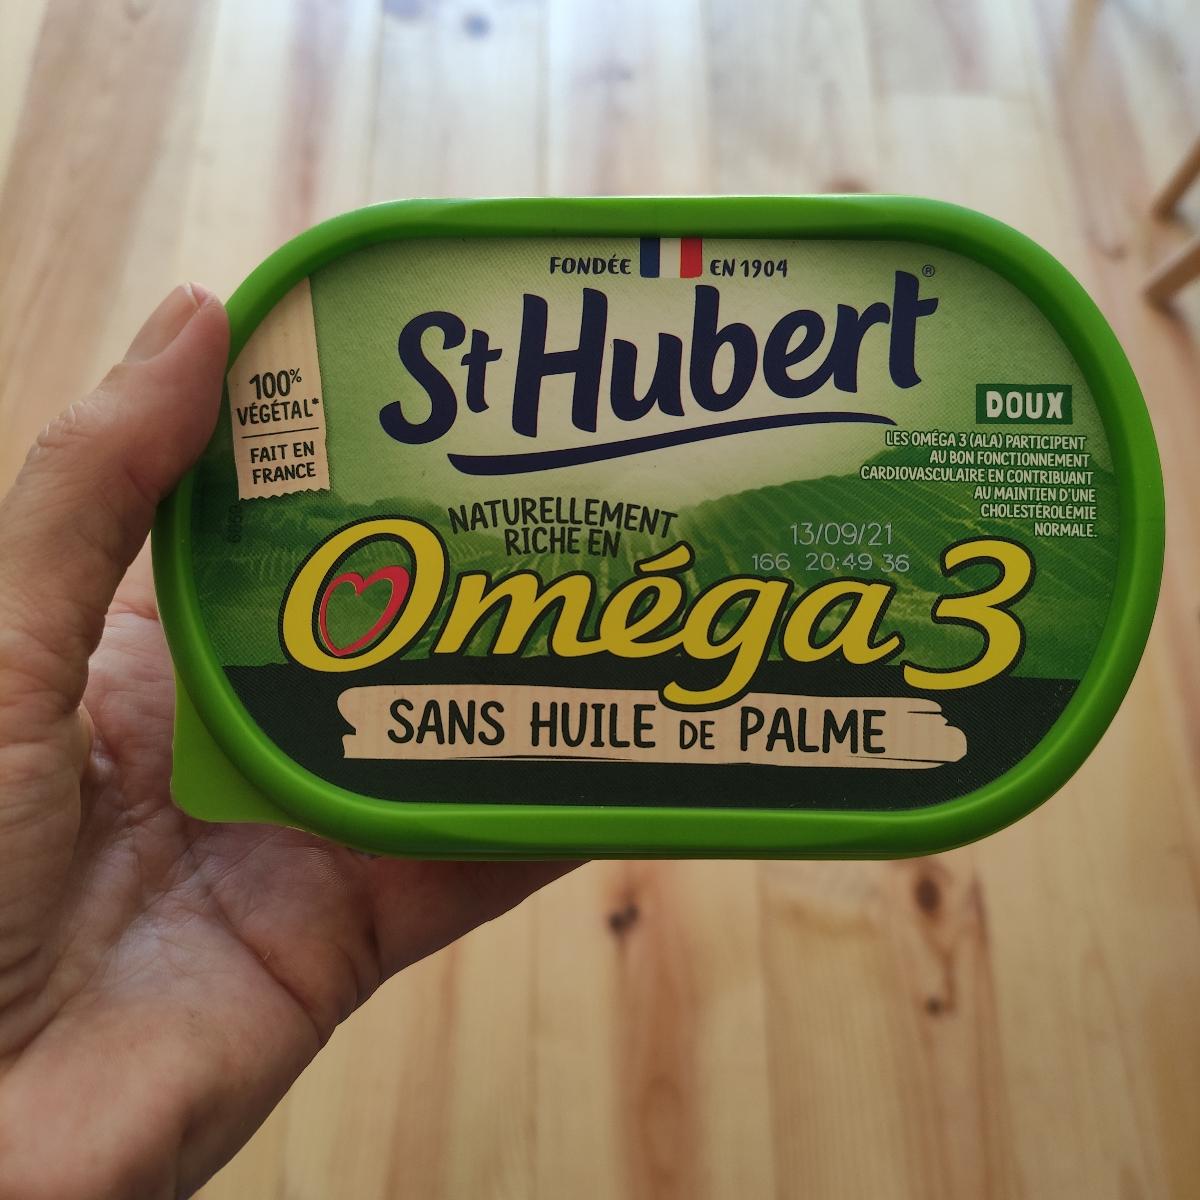 FONDÉE EN 1904
St Hubert®
100%
VÉGÉTAL*
FAIT EN
FRANCE
DOUX
LES OMÉGA 3 (ALA) PARTICIPENT
AU BON FONCTIONNEMENT
CARDIOVASCULAIRE EN CONTRIBUANT
AU MAINTIEN D'UNE
CHOLESTÉROLÉMIE
NORMALE.
NATURELLEMENT
RICHE EN
13/09/21
166 20:49 36
Oméga 3
SANS HUILE DE PALME